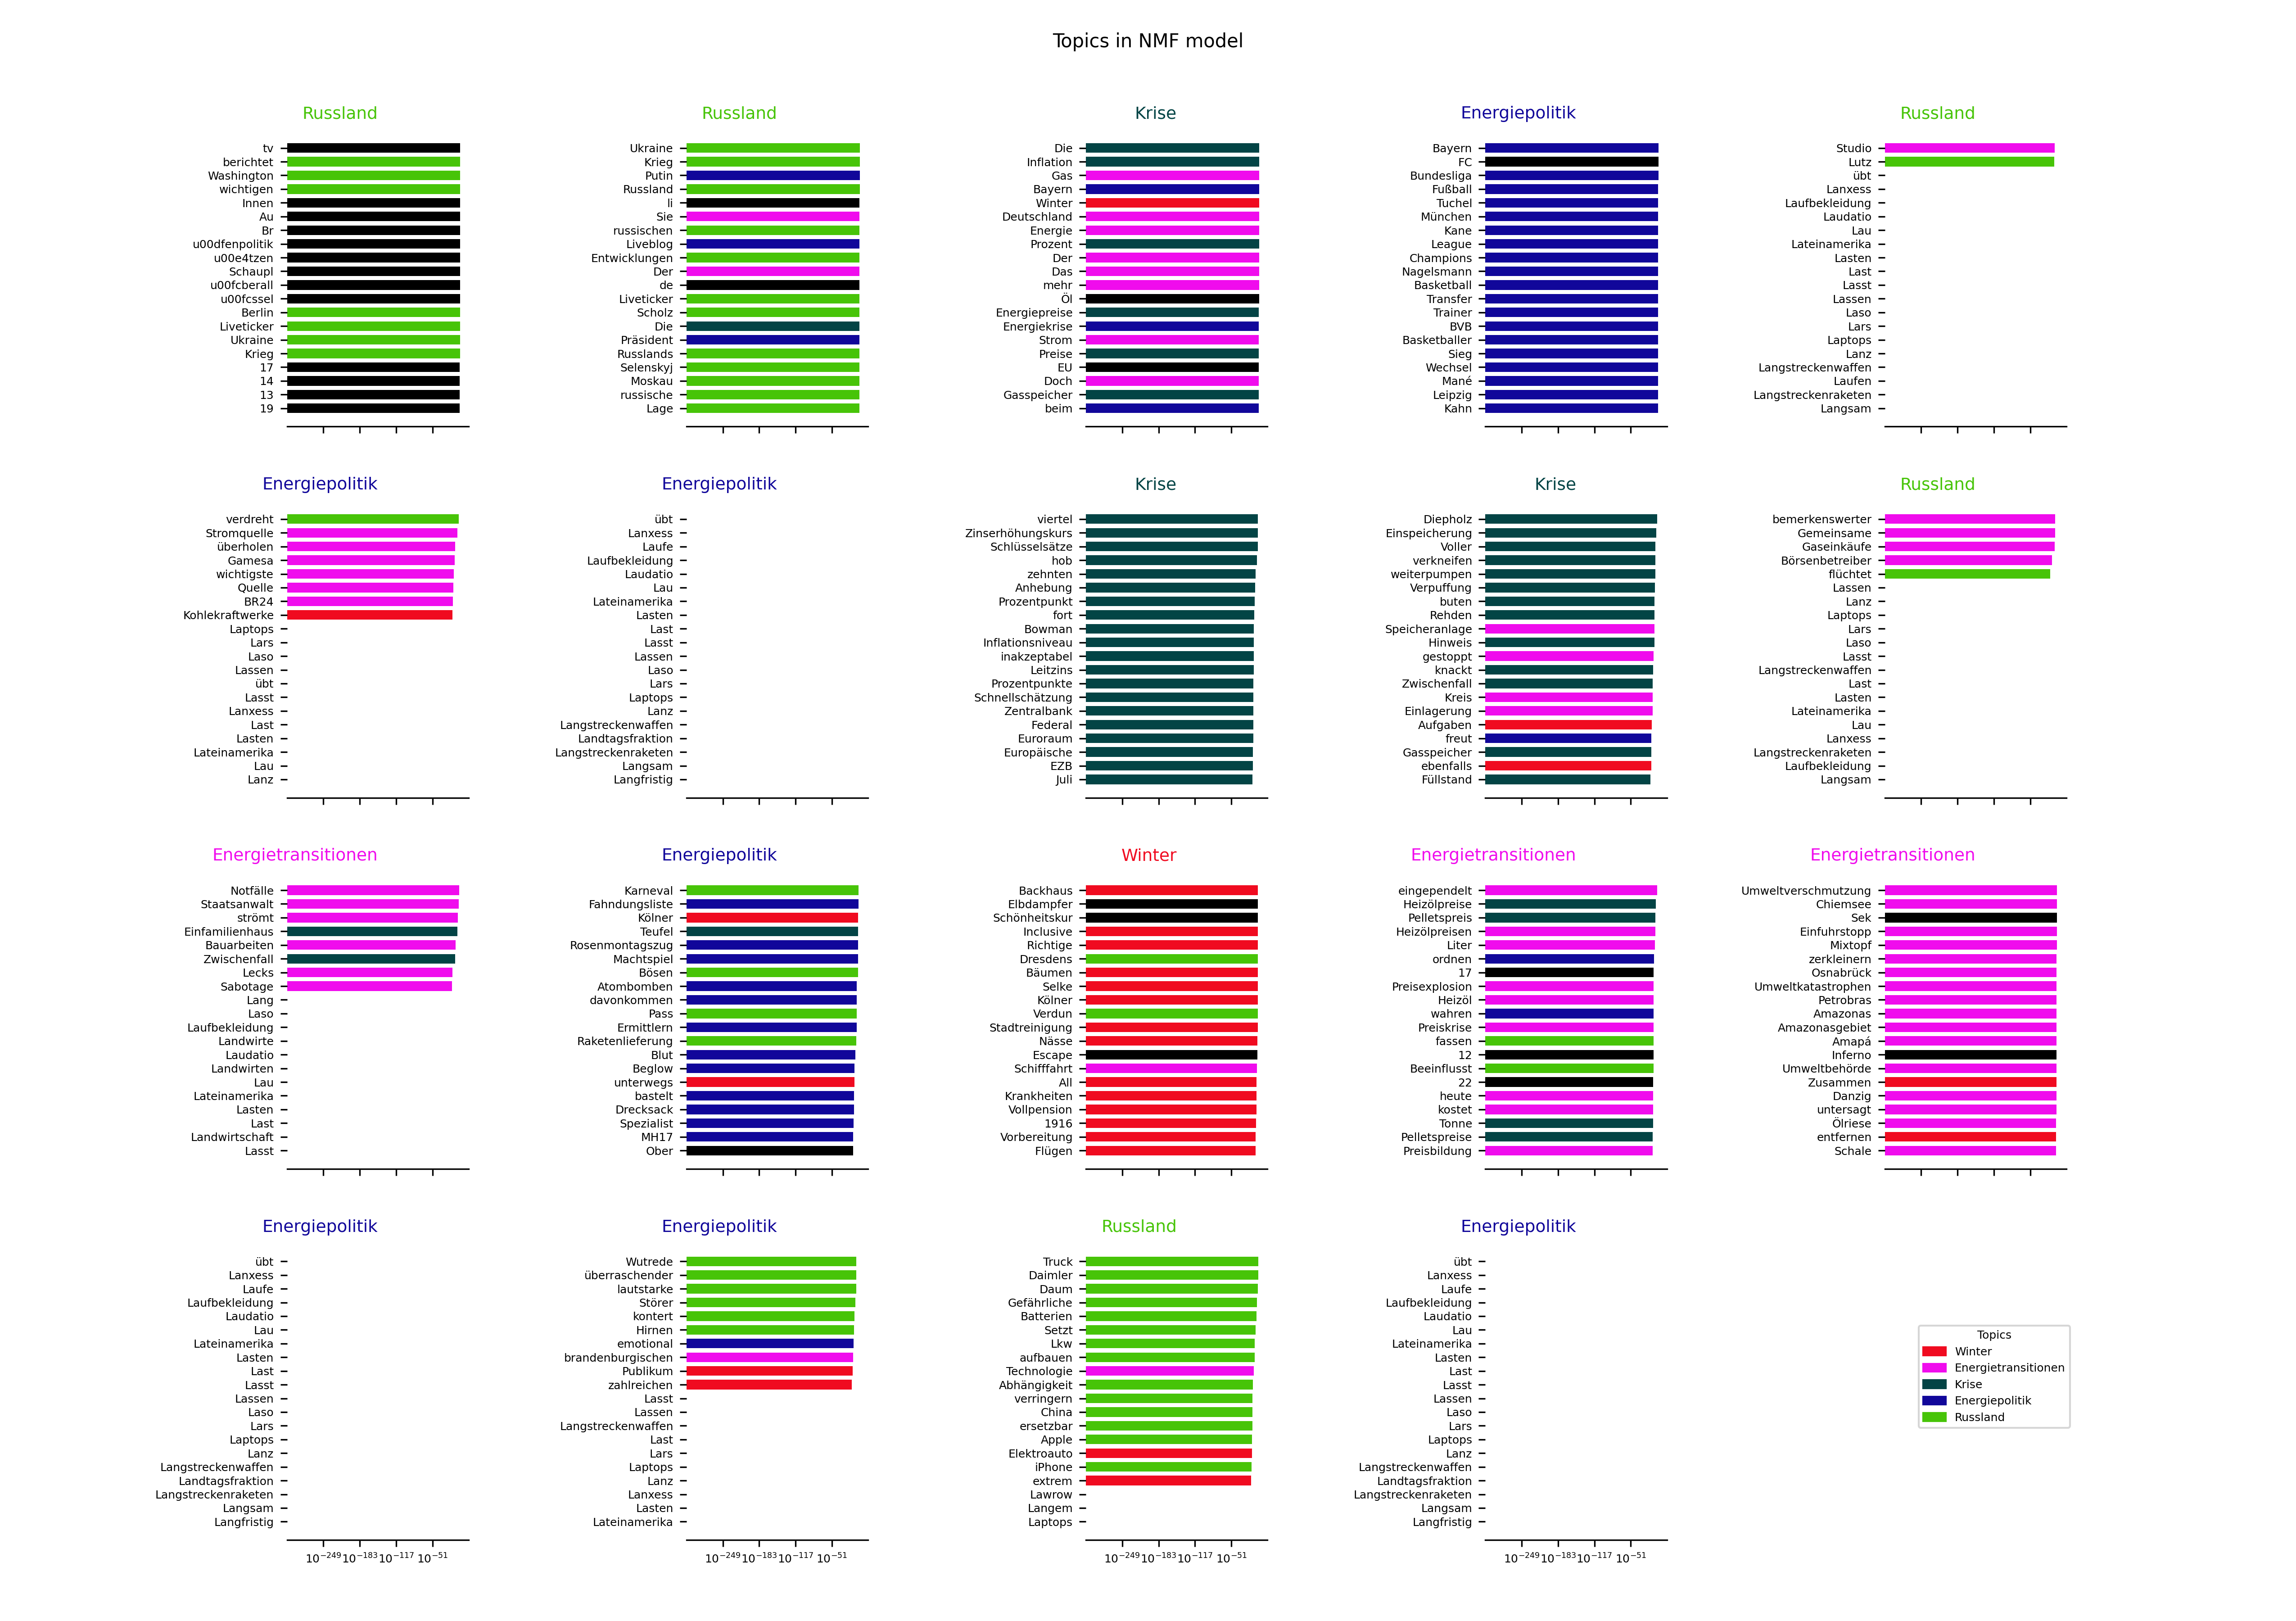 Topics in NMF model
Russland
tv
berichtet
Washington
wichtigen
Innen
Au
Br
u00dfenpolitik
u00e4tzen
Schaupl
u00fcberall
u00fcssel
Berlin
Liveticker
Ukraine
Krieg
17
14
13
19
Russland
Ukraine
Krieg
Putin
Russland
li
Sie
russischen
Liveblog
Entwicklungen
Der
de
Liveticker
Scholz
Die
Präsident
Russlands
Selenskyj
Moskau
russische
Lage
Krise
Die
Inflation
Gas
Bayern
Winter
Deutschland
Energie
Prozent
Der
Das
mehr
Öl
Energiepreise
Energiekrise
Strom
Preise
EU
Doch
Gasspeicher
beim
Energiepolitik
Bayern
FC
Bundesliga
Fußball
Tuchel
München
Kane
League
Champions
Nagelsmann
Basketball
Transfer
Trainer
BVB
Basketballer
Sieg
Wechsel
Mané
Leipzig
Kahn
Russland
Studio
Lutz
übt
Lanxess
Laufbekleidung
Laudatio
Lau
Lateinamerika
Lasten
Last
Lasst
Lassen
Laso
Lars
Laptops
Lanz
Langstreckenwaffen
Laufen
Langstreckenraketen
Langsam
Energiepolitik
verdreht
Stromquelle
überholen
Gamesa
wichtigste
Quelle
BR24
Kohlekraftwerke
Laptops
Lars
Laso
Lassen
übt
Lasst
Lanxess
Last
Lasten
Lateinamerika
Lau
Lanz
Energiepolitik
übt
Lanxess
Laufe
Laufbekleidung
Laudatio
Lau
Lateinamerika
Lasten
Last
Lasst
Lassen
Laso
Lars
Laptops
Lanz
Langstreckenwaffen
Landtagsfraktion
Langstreckenraketen
Langsam
Langfristig
Krise
viertel
Zinserhöhungskurs
Schlüsselsätze
hob
zehnten
Anhebung
Prozentpunkt
fort
Bowman
Inflationsniveau
inakzeptabel
Leitzins
Prozentpunkte
Schnellschätzung
Zentralbank
Federal
Euroraum
Europäische
EZB
Juli
Krise
Diepholz
Einspeicherung
Voller
verkneifen
weiterpumpen
Verpuffung
buten
Rehden
Speicheranlage
Hinweis
gestoppt
knackt
Zwischenfall
Kreis
Einlagerung
Aufgaben
freut
Gasspeicher
ebenfalls
Füllstand
Russland
bemerkenswerter
Gemeinsame
Gaseinkäufe
Börsenbetreiber
flüchtet
Lassen
Lanz
Laptops
Lars
Laso
Lasst
Langstreckenwaffen
Last
Lasten
Lateinamerika
Lau
Lanxess
Langstreckenraketen
Laufbekleidung
Langsam
Energietransitionen
Notfälle
Staatsanwalt
strömt
Einfamilienhaus
Bauarbeiten
Zwischenfall
Lecks
Sabotage
Lang
Laso
Laufbekleidung
Landwirte
Laudatio
Landwirten
Lau
Lateinamerika
Lasten
Last
Landwirtschaft
Lasst
Energiepolitik
Karneval
Fahndungsliste
Kölner
Teufel
Rosenmontagszug
Machtspiel
Bösen
Atombomben
davonkommen
Pass
Ermittlern
Raketenlieferung
Blut
Beglow
unterwegs
bastelt
Drecksack
Spezialist
MH17
Ober
Winter
Backhaus
Elbdampfer
Schönheitskur
Inclusive
Richtige
Dresdens
Bäumen
Selke
Kölner
Verdun
Stadtreinigung
Nässe
Escape
Schifffahrt
All
Krankheiten
Vollpension
1916
Vorbereitung
Flügen
Energietransitionen
eingependelt
Heizölpreise
Pelletspreis
Heizölpreisen
Liter
ordnen
17
Preisexplosion
Heizöl
wahren
Preiskrise
fassen
12
Beeinflusst
22
heute
kostet
Tonne
Pelletspreise
Preisbildung
Energietransitionen
Umweltverschmutzung
Chiemsee
Sek
Einfuhrstopp
Mixtopf
zerkleinern
Osnabrück
Umweltkatastrophen
Petrobras
Amazonas
Amazonasgebiet
Amapá
Inferno
Umweltbehörde
Zusammen
Danzig
untersagt
Ölriese
entfernen
Schale
Energiepolitik
übt
Lanxess
Laufe
Laufbekleidung
Laudatio
Lau
Lateinamerika
Lasten
Last
Lasst
Lassen
Laso
Lars
Laptops
Lanz
Langstreckenwaffen
Landtagsfraktion
Langstreckenraketen
Langsam
Langfristig
10^-249 10^-183 10^-117 10^-51
Energiepolitik
Wutrede
überraschender
lautstarke
Störer
kontert
Hirnen
emotional
brandenburgischen
Publikum
zahlreichen
Lasst
Lassen
Langstreckenwaffen
Last
Lars
Laptops
Lanz
Lanxess
Lasten
Lateinamerika
10^-249 10^-183 10^-117 10^-51
Russland
Truck
Daimler
Daum
Gefährliche
Batterien
Setzt
Lkw
aufbauen
Technologie
Abhängigkeit
verringern
China
ersetzbar
Apple
Elektroauto
iPhone
extrem
Lawrow
Langem
Laptops
10^-249 10^-183 10^-117 10^-51
Energiepolitik
übt
Lanxess
Laufe
Laufbekleidung
Laudatio
Lau
Lateinamerika
Lasten
Last
Lasst
Lassen
Laso
Lars
Laptops
Lanz
Langstreckenwaffen
Landtagsfraktion
Langstreckenraketen
Langsam
Langfristig
10^-249 10^-183 10^-117 10^-51
Topics
Winter
Energietransitionen
Krise
Energiepolitik
Russland